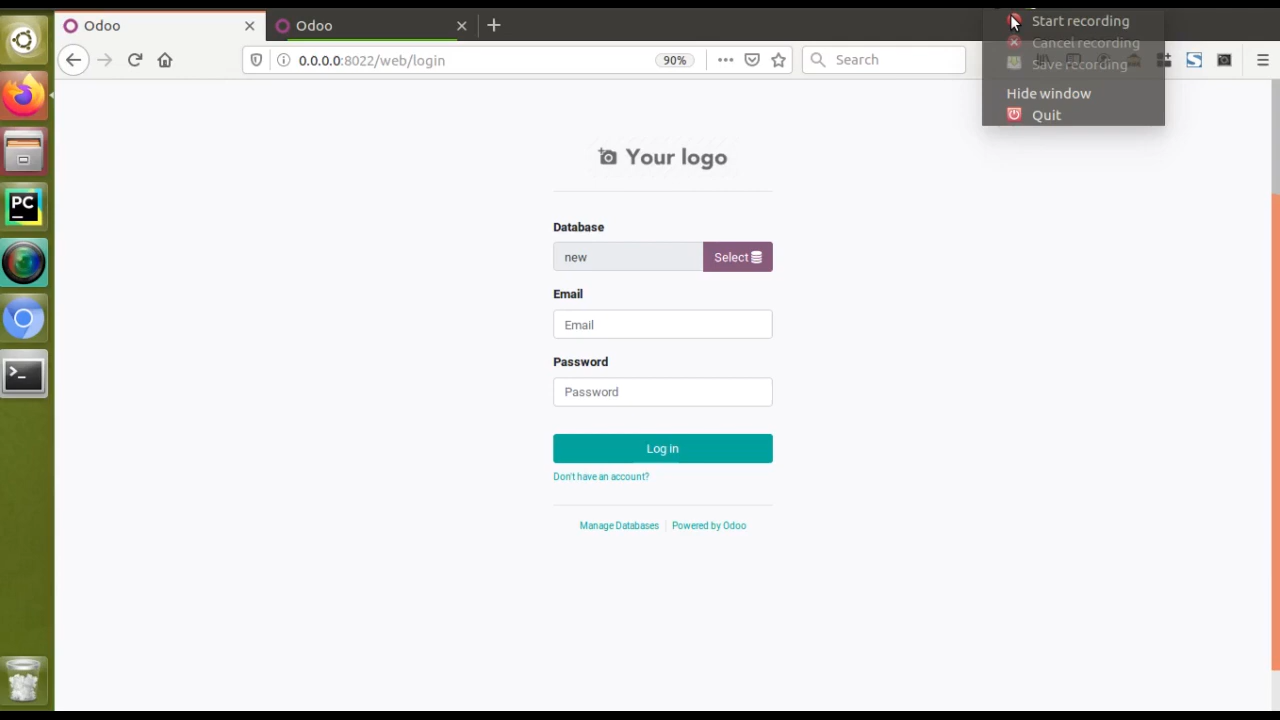 Odoo
Odoo
Start recording
Cancel recording
Save recording
Hide window
Quit
0.0.0.0:8022/web/login
90%
Search
PC
Your logo
Database
new
Select
Email
Email
Password
Password
Log in
Don't have an account?
Manage Databases
Powered by Odoo